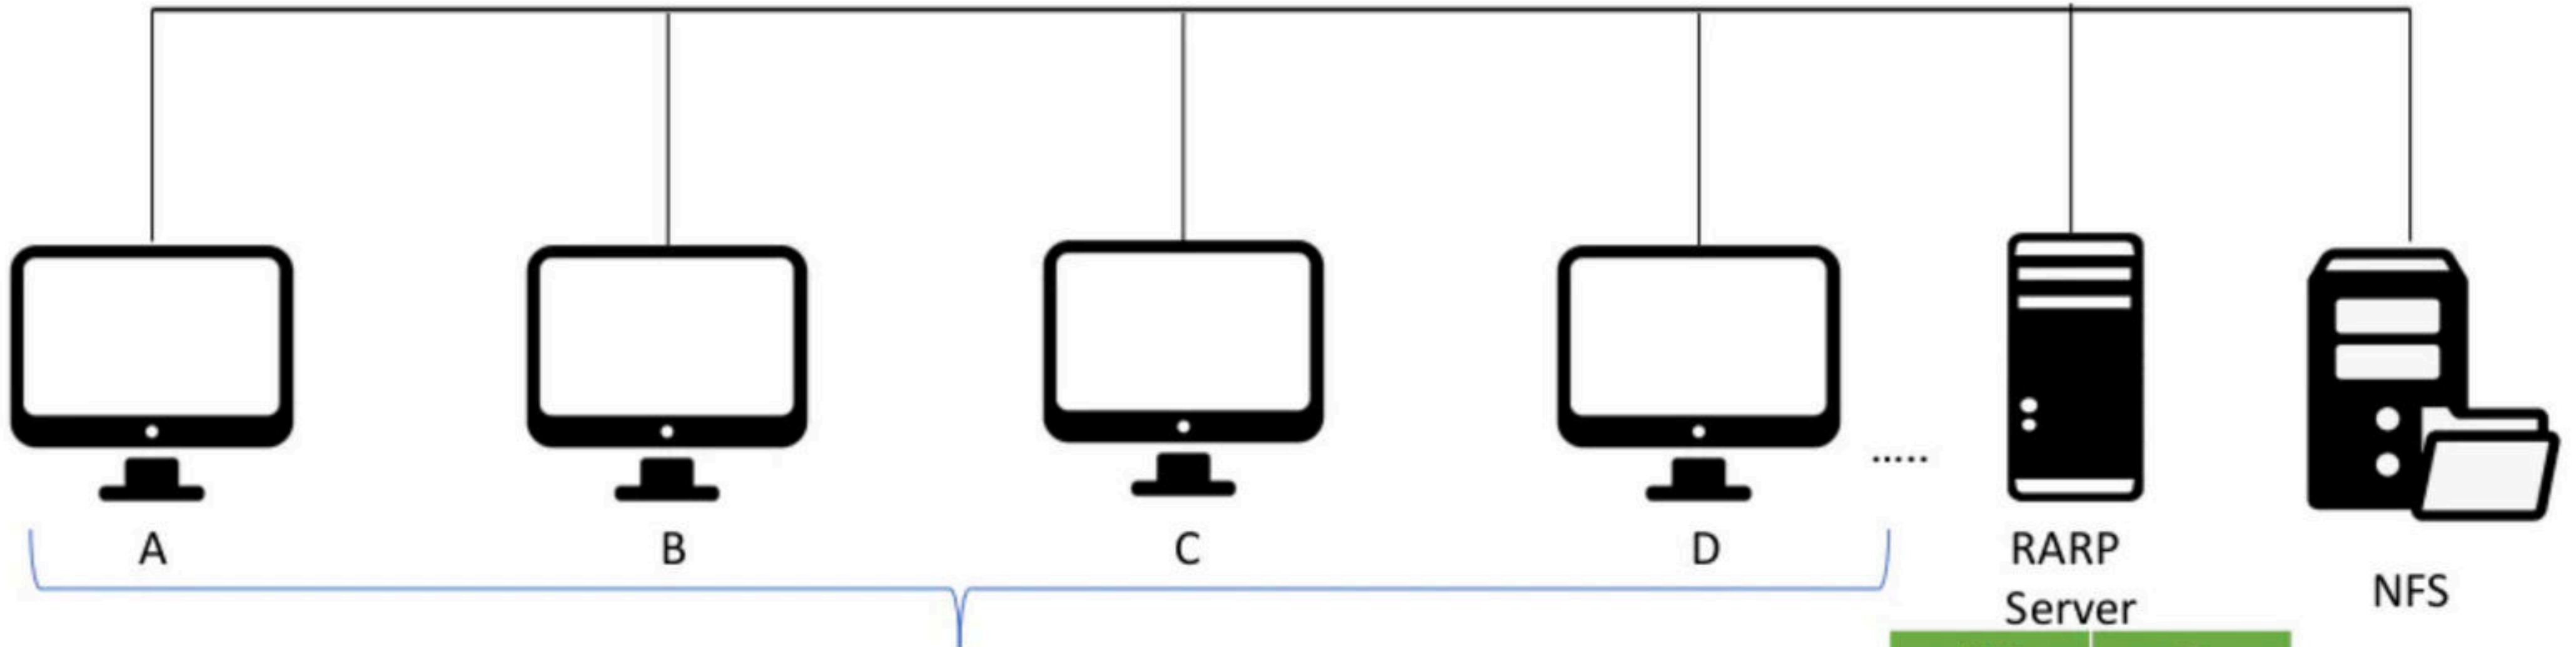 .....
A
B
C
D
RARP
Server
NFS